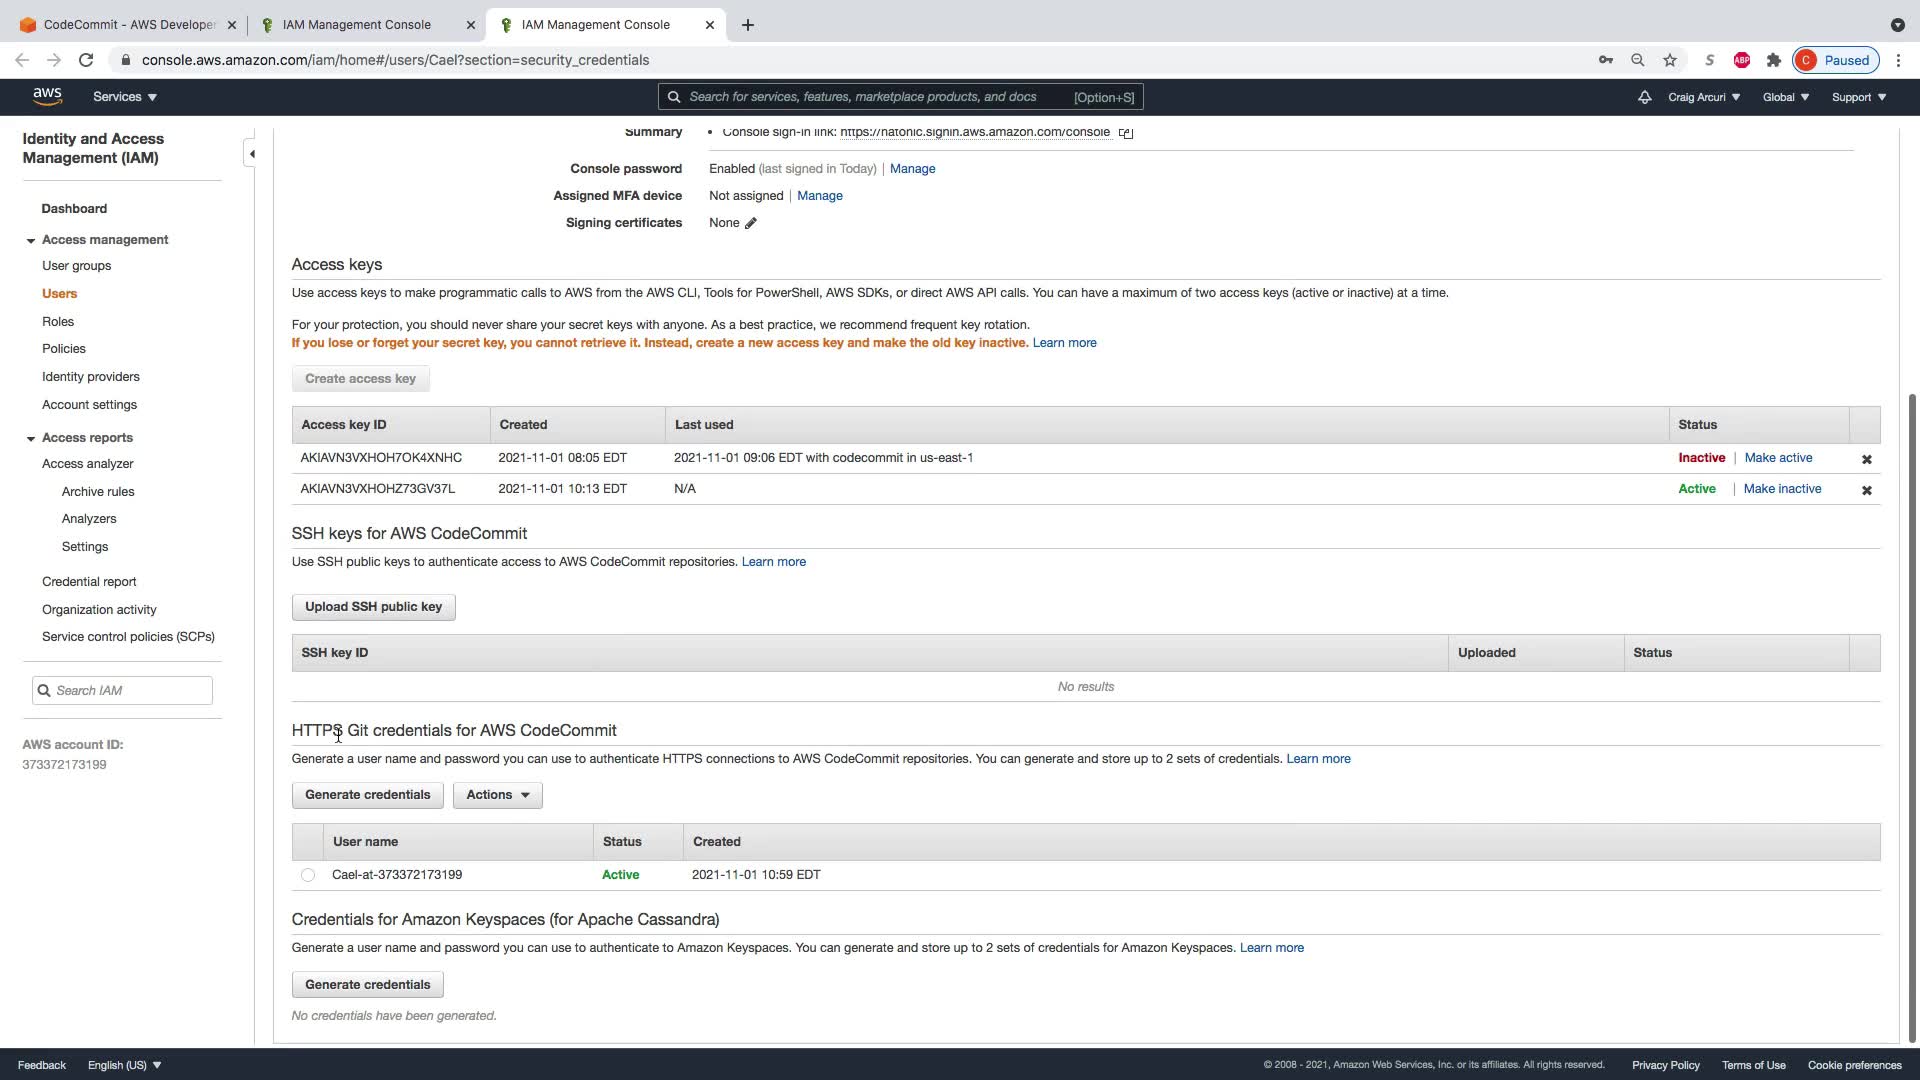 CodeCommit - AWS Developer
IAM Management Console
IAM Management Console
console.aws.amazon.com/iam/home#/users/Cael?section=security_credentials
S
ABP
C
Paused
aws
Services
Search for services, features, marketplace products, and docs
[Option+S]
Craig Arcuri
Global
Support
Identity and Access
Management (IAM)
Dashboard
Access management
User groups
Users
Roles
Policies
Identity providers
Account settings
Access reports
Access analyzer
Archive rules
Analyzers
Settings
Credential report
Organization activity
Service control policies (SCPs)
Search IAM
AWS account ID:
373372173199
Summary
• Console sign-in link: https://natonic.signin.aws.amazon.com/console
Console password
Enabled (last signed in Today) | Manage
Assigned MFA device
Not assigned | Manage
Signing certificates
None
Access keys
Use access keys to make programmatic calls to AWS from the AWS CLI, Tools for PowerShell, AWS SDKs, or direct AWS API calls. You can have a maximum of two access keys (active or inactive) at a time.
For your protection, you should never share your secret keys with anyone. As a best practice, we recommend frequent key rotation.
If you lose or forget your secret key, you cannot retrieve it. Instead, create a new access key and make the old key inactive. Learn more
Create access key
Access key ID Created Last used Status
AKIAVN3VXHOH7OK4XNHC 2021-11-01 08:05 EDT 2021-11-01 09:06 EDT with codecommit in us-east-1 Inactive | Make active
AKIAVN3VXHOHZ73GV37L 2021-11-01 10:13 EDT N/A Active | Make inactive
SSH keys for AWS CodeCommit
Use SSH public keys to authenticate access to AWS CodeCommit repositories. Learn more
Upload SSH public key
SSH key ID Uploaded Status
No results
HTTPS Git credentials for AWS CodeCommit
Generate a user name and password you can use to authenticate HTTPS connections to AWS CodeCommit repositories. You can generate and store up to 2 sets of credentials. Learn more
Generate credentials
Actions
User name Status Created
Cael-at-373372173199 Active 2021-11-01 10:59 EDT
Credentials for Amazon Keyspaces (for Apache Cassandra)
Generate a user name and password you can use to authenticate to Amazon Keyspaces. You can generate and store up to 2 sets of credentials for Amazon Keyspaces. Learn more
Generate credentials
No credentials have been generated.
Feedback
English (US)
© 2008 - 2021, Amazon Web Services, Inc. or its affiliates. All rights reserved.
Privacy Policy
Terms of Use
Cookie preferences